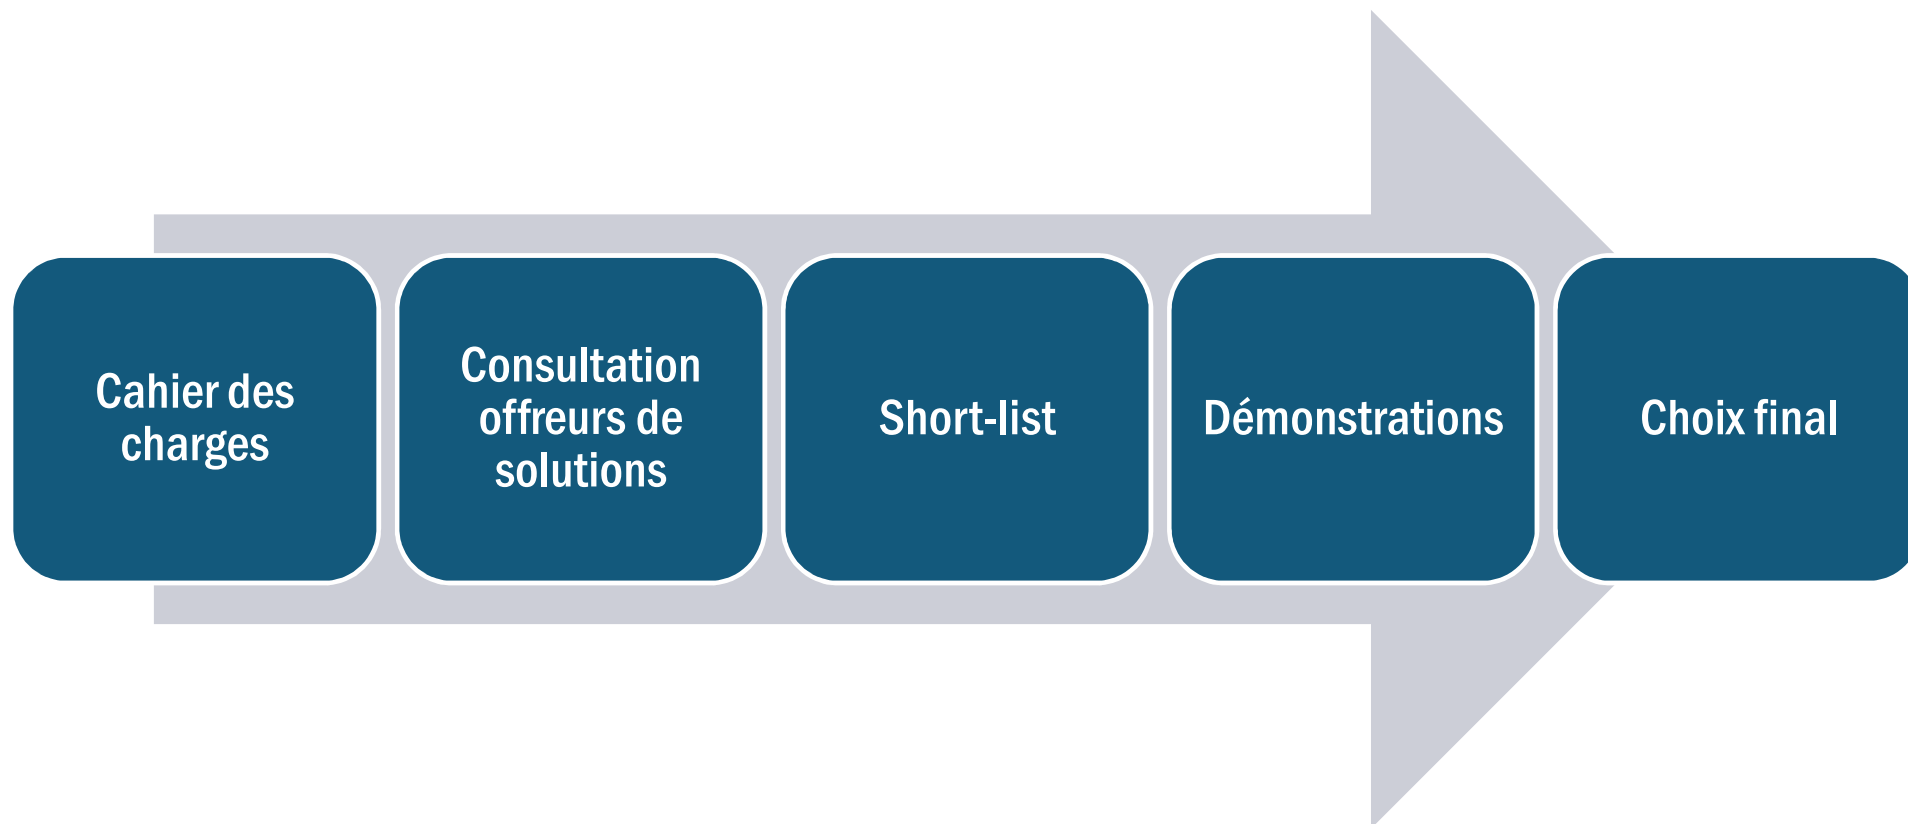 Cahier des
charges
Consultation
offreurs de
solutions
Short-list
Démonstrations
Choix final